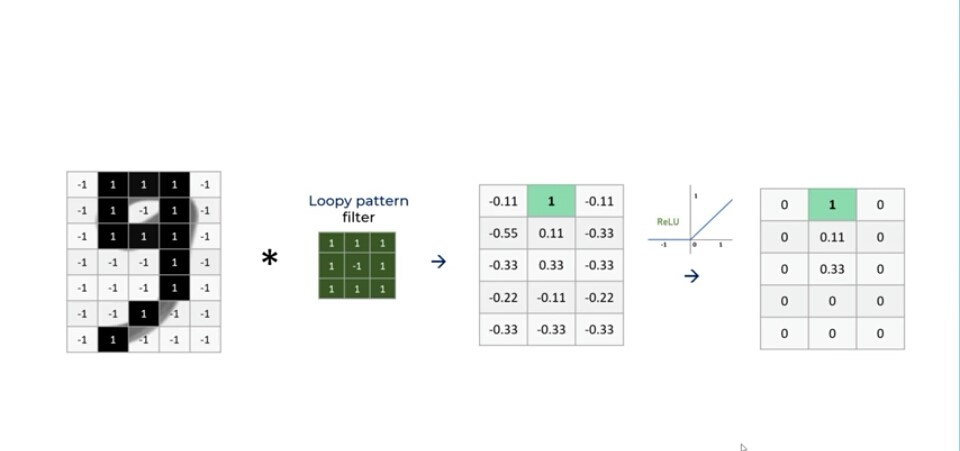 -1 1 1 1 -1
-1 1 -1 1 -1
-1 1 1 1 -1
-1 -1 -1 1 -1
-1 -1 -1 1 -1
-1 -1 1 -1 -1
-1 1 -1 -1 -1
*
Loopy pattern
filter
1 1 1
1 -1 1
1 1 1
→
-0.11 1 -0.11
-0.55 0.11 -0.33
-0.33 0.33 -0.33
-0.22 -0.11 -0.22
-0.33 -0.33 -0.33
1
ReLU
-1 0 1
→
0 1 0
0 0.11 0
0 0.33 0
0 0 0
0 0 0